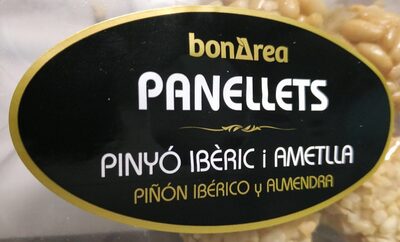 bonÀrea
PANELLETS
PINYÓ IBÈRIC i AMETLLA
PIÑÓN IBÉRICO y ALMENDRA